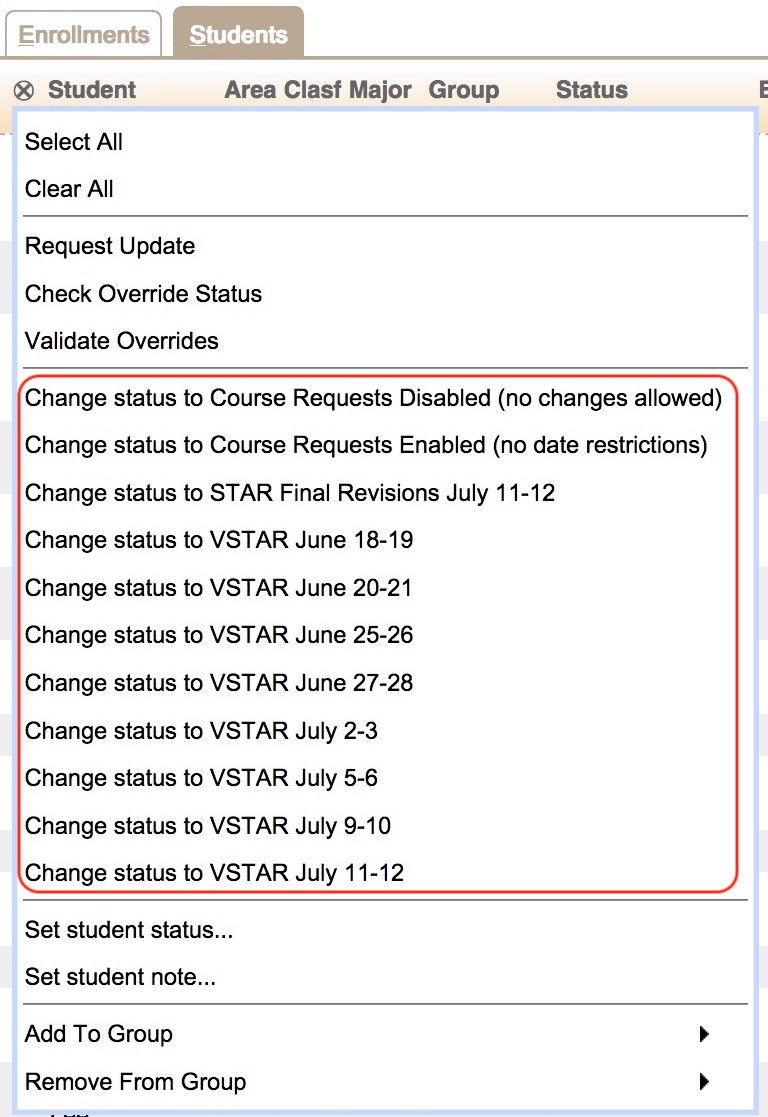 Enrollments Students
Student Area Clasf Major Group Status
Select All
Clear All
Request Update
Check Override Status
Validate Overrides
Change status to Course Requests Disabled (no changes allowed)
Change status to Course Requests Enabled (no date restrictions)
Change status to STAR Final Revisions July 11-12
Change status to VSTAR June 18-19
Change status to VSTAR June 20-21
Change status to VSTAR June 25-26
Change status to VSTAR June 27-28
Change status to VSTAR July 2-3
Change status to VSTAR July 5-6
Change status to VSTAR July 9-10
Change status to VSTAR July 11-12
Set student status...
Set student note...
Add To Group
Remove From Group